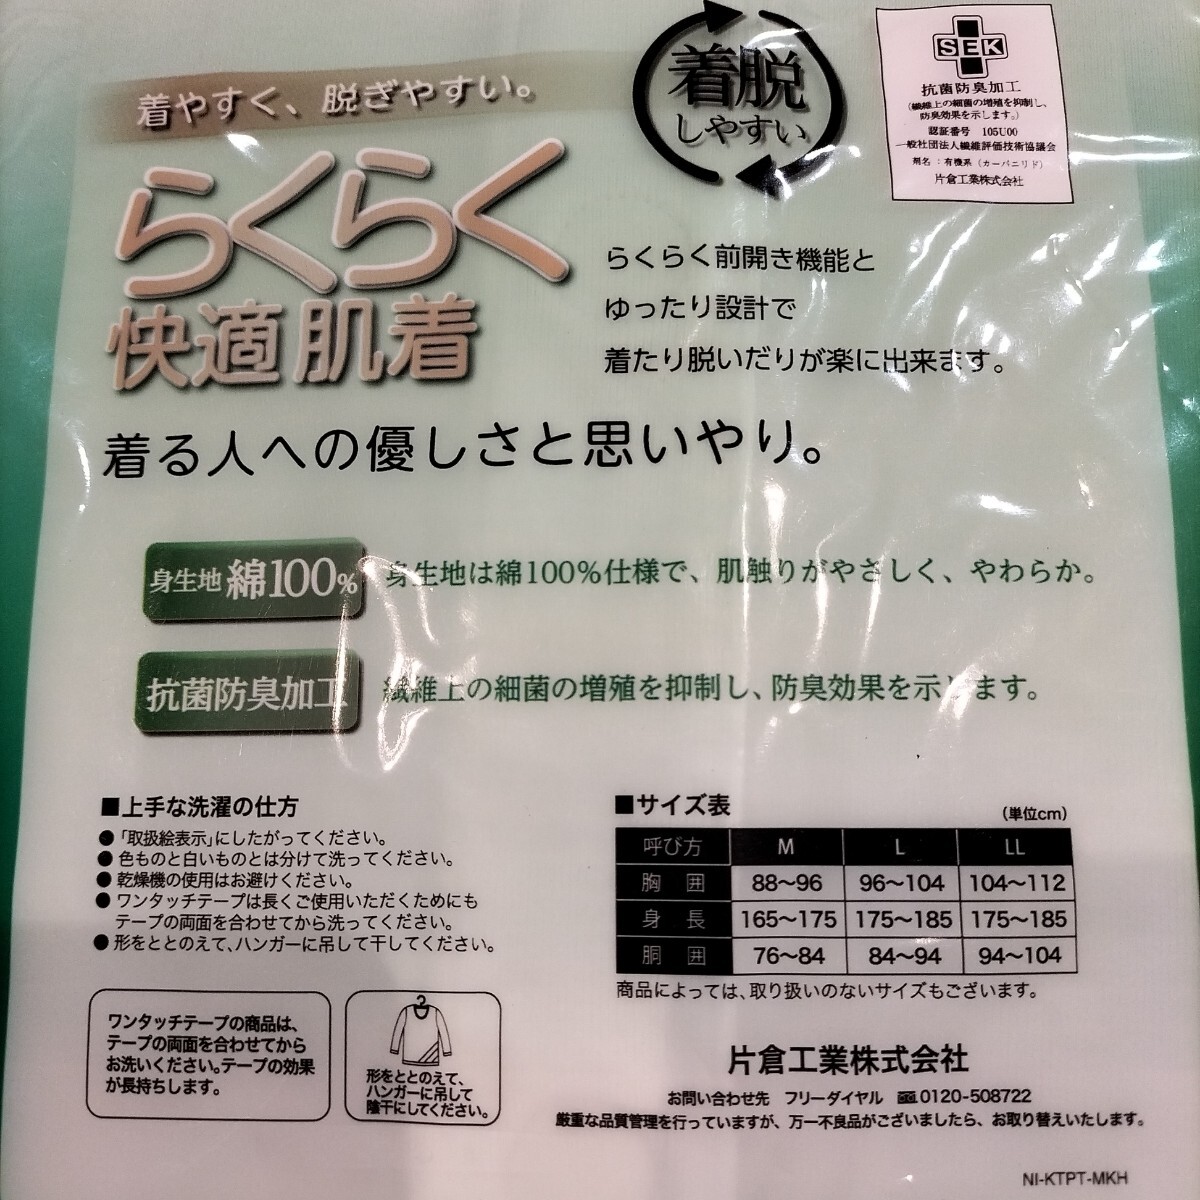 着やすく、脱ぎやすい。
らくらく
快適肌着
着脱
しやすい
SEK
抗菌防臭加工
(繊維上の細菌の増殖を抑制し、
防臭効果を示します。)
認証番号 105U00
一般社団法人繊維評価技術協議会
剤名：有機系(カーバニリド)
片倉工業株式会社
らくらく前開き機能と
ゆったり設計で
着たり脱いだりが楽に出来ます。
着る人への優しさと思いやり。
身生地 綿100%
身生地は綿100%仕様で、肌触りがやさしく、やわらか。
抗菌防臭加工
繊維上の細菌の増殖を抑制し、防臭効果を示します。
■上手な洗濯の仕方
●「取扱絵表示」にしたがってください。
●色ものと白いものとは分けて洗ってください。
●乾燥機の使用はお避けください。
●ワンタッチテープは長くご使用いただくためにも
テープの両面を合わせてから洗ってください。
●形をととのえて、ハンガーに吊して干してください。
ワンタッチテープの商品は、
テープの両面を合わせてから
お洗いください。テープの効果
が長持ちします。
形をととのえて、
ハンガーに吊して
陰干にしてください。
■サイズ表
(単位cm)
呼び方 M L LL
胸囲 88〜96 96〜104 104〜112
身長 165〜175 175〜185 175〜185
胴囲 76〜84 84〜94 94〜104
商品によっては、取り扱いのないサイズもございます。
片倉工業株式会社
お問い合わせ先 フリーダイヤル 0120-508722
厳重な品質管理を行っていますが、万一不良品がございましたら、お取り替えいたします。
NI-KTPT-MKH